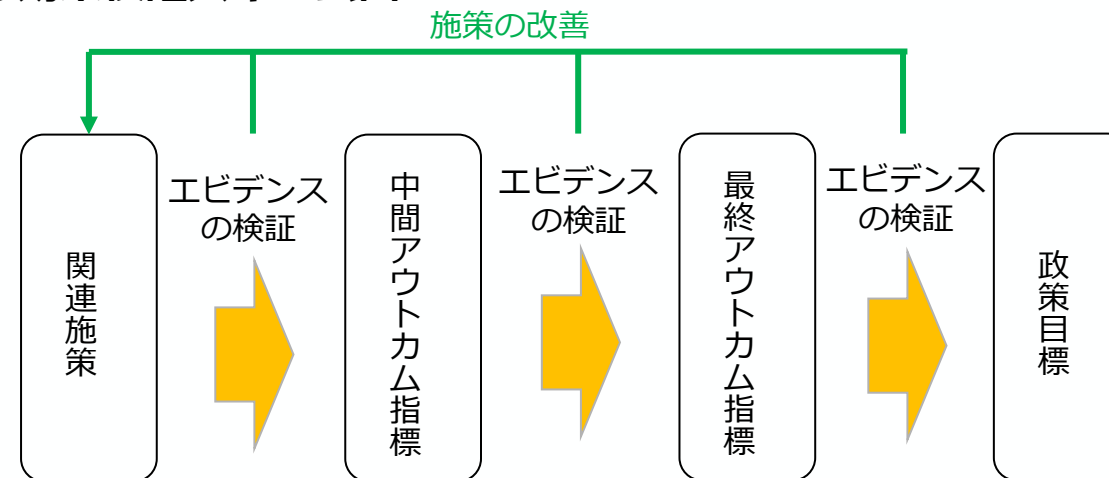 施策の改善
エビデンス
の検証
エビデンス
の検証
エビデンス
の検証
関連施策
中間アウトカム指標
最終アウトカム指標
政策目標